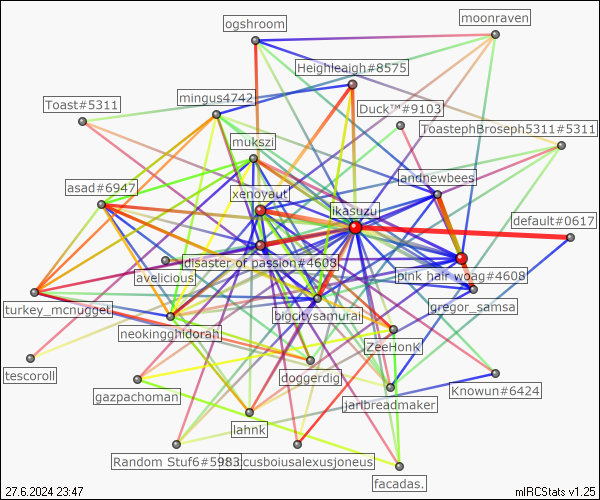 moonraven
ogshroom
Heighleaigh#8575
mingus4742
Toast#5311
Duck™#9103
ToastephBroseph5311#5311
mukszi
andhewbees
asad#6947
xenoyaut
ikasuzu
default#0617
disaster of passion#4608
pink hair woag#4608
avelicious
turkey_mcnugget
gregor_samsa
bigcitysamurai
neokingghidorah
ZeeHonk
tescoroll
doggerdig
gazpachoman
jarlbreadmaker
Knowun#6424
lahnk
Random Stuf6#5983
cusboiusalexusjoneus
facadas.
27.6.2024 23:47
mIRCStats v1.25